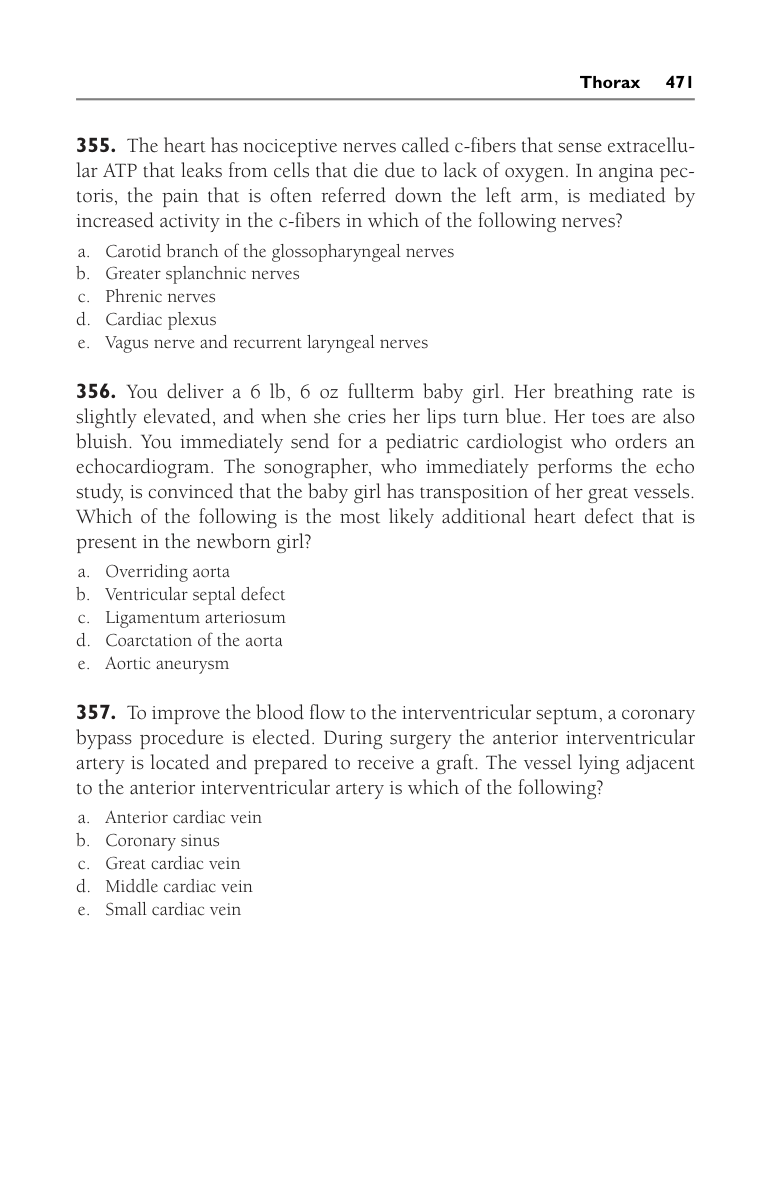 Thorax 471
355. The heart has nociceptive nerves called c-fibers that sense extracellu-
lar ATP that leaks from cells that die due to lack of oxygen. In angina pec-
toris, the pain that is often referred down the left arm, is mediated by
increased activity in the c-fibers in which of the following nerves?
a. Carotid branch of the glossopharyngeal nerves
b. Greater splanchnic nerves
c. Phrenic nerves
d. Cardiac plexus
e. Vagus nerve and recurrent laryngeal nerves
356. You deliver a 6 lb, 6 oz fullterm baby girl. Her breathing rate is
slightly elevated, and when she cries her lips turn blue. Her toes are also
bluish. You immediately send for a pediatric cardiologist who orders an
echocardiogram. The sonographer, who immediately performs the echo
study, is convinced that the baby girl has transposition of her great vessels.
Which of the following is the most likely additional heart defect that is
present in the newborn girl?
a. Overriding aorta
b. Ventricular septal defect
c. Ligamentum arteriosum
d. Coarctation of the aorta
e. Aortic aneurysm
357. To improve the blood flow to the interventricular septum, a coronary
bypass procedure is elected. During surgery the anterior interventricular
artery is located and prepared to receive a graft. The vessel lying adjacent
to the anterior interventricular artery is which of the following?
a. Anterior cardiac vein
b. Coronary sinus
c. Great cardiac vein
d. Middle cardiac vein
e. Small cardiac vein